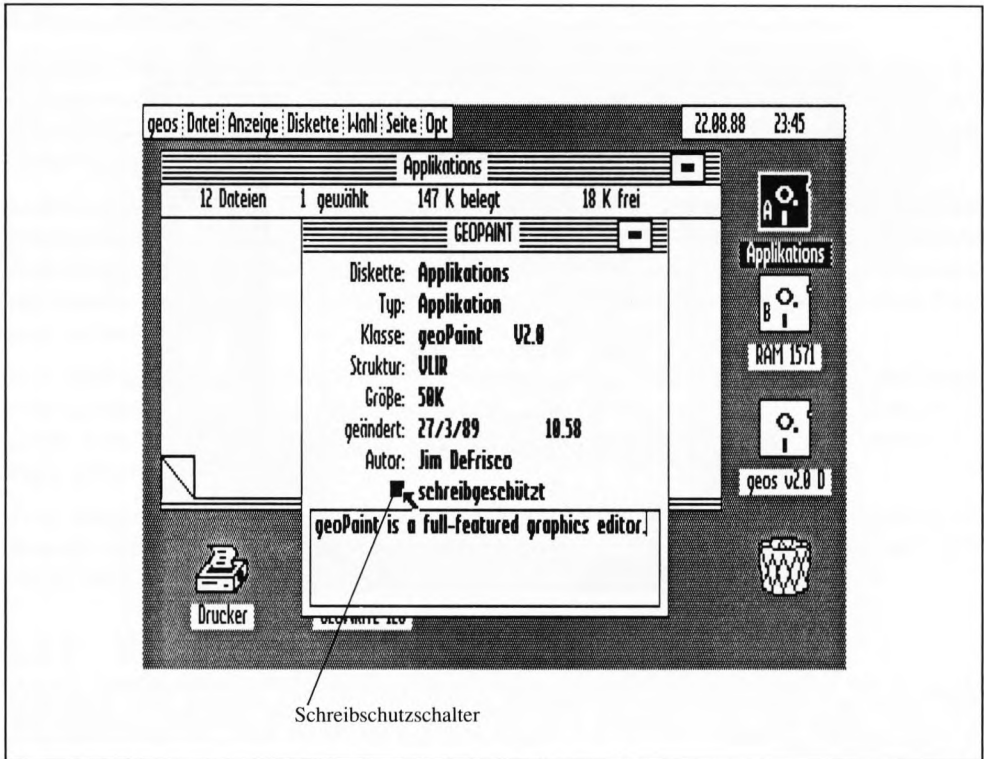 geos Datei Anzeige Diskette Wahl Seite Opt
22.08.88 23:45
Applikations
12 Dateien 1 gewählt 147 K belegt 18 K frei
GEOPAINT
Diskette: Applikations
Typ: Applikation
Klasse: geoPaint V2.0
Struktur: VLIR
Größe: 50K
geändert: 27/3/89 10.58
Autor: Jim DeFrisco
schreibgeschützt
geoPaint is a full-featured graphics editor.
A
Applikations
B
RAM 1571
geos v2.0 D
Drucker
Schreibschutzschalter